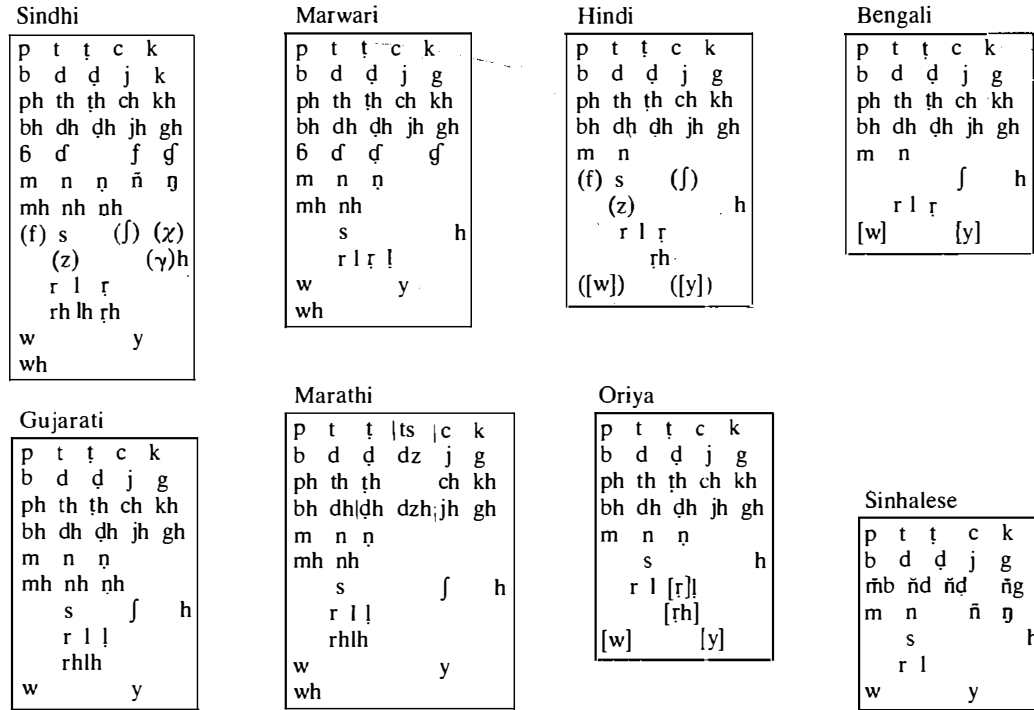 Sindhi
p t ṭ c k
b d ḍ j k
ph th ṭh ch kh
bh dh ḍh jh gh
ɓ ɗ ʄ ɠ
m n ṇ ñ ŋ
mh nh ṇh
(f) s (ʃ) (χ)
(z) (γ)h
r l ṛ
rh lh ṛh
w y
wh
Marwari
p t ṭ c k
b d ḍ j g
ph th ṭh ch kh
bh dh ḍh jh gh
ɓ ɗ ɗ̣ ɠ
m n ṇ
mh nh
s h
r l ṛ ḷ
w y
wh
Hindi
p t ṭ c k
b d ḍ j g
ph th ṭh ch kh
bh dh ḍh jh gh
m n
(f) s (ʃ)
(z) h
r l ṛ
ṛh
([w]) ([y])
Bengali
p t ṭ c k
b d ḍ j g
ph th ṭh ch kh
bh dh ḍh jh gh
m n
ʃ h
r l ṛ
[w] [y]
Gujarati
p t ṭ c k
b d ḍ j g
ph th ṭh ch kh
bh dh ḍh jh gh
m n ṇ
mh nh ṇh
s ʃ h
r l ḷ
rhlh
w y
Marathi
p t ṭ ts c k
b d ḍ dz j g
ph th ṭh ch kh
bh dh ḍh dzh jh gh
m n ṇ
mh nh
s ʃ h
r l ḷ
rhlh
w y
wh
Oriya
p t ṭ c k
b d ḍ j g
ph th ṭh ch kh
bh dh ḍh jh gh
m n ṇ
s h
r l [ṛ]ḷ
[ṛh]
[w] [y]
Sinhalese
p t ṭ c k
b d ḍ j g
m̆b n̆d n̆ḍ n̆g
m n ñ ŋ
s h
r l
w y